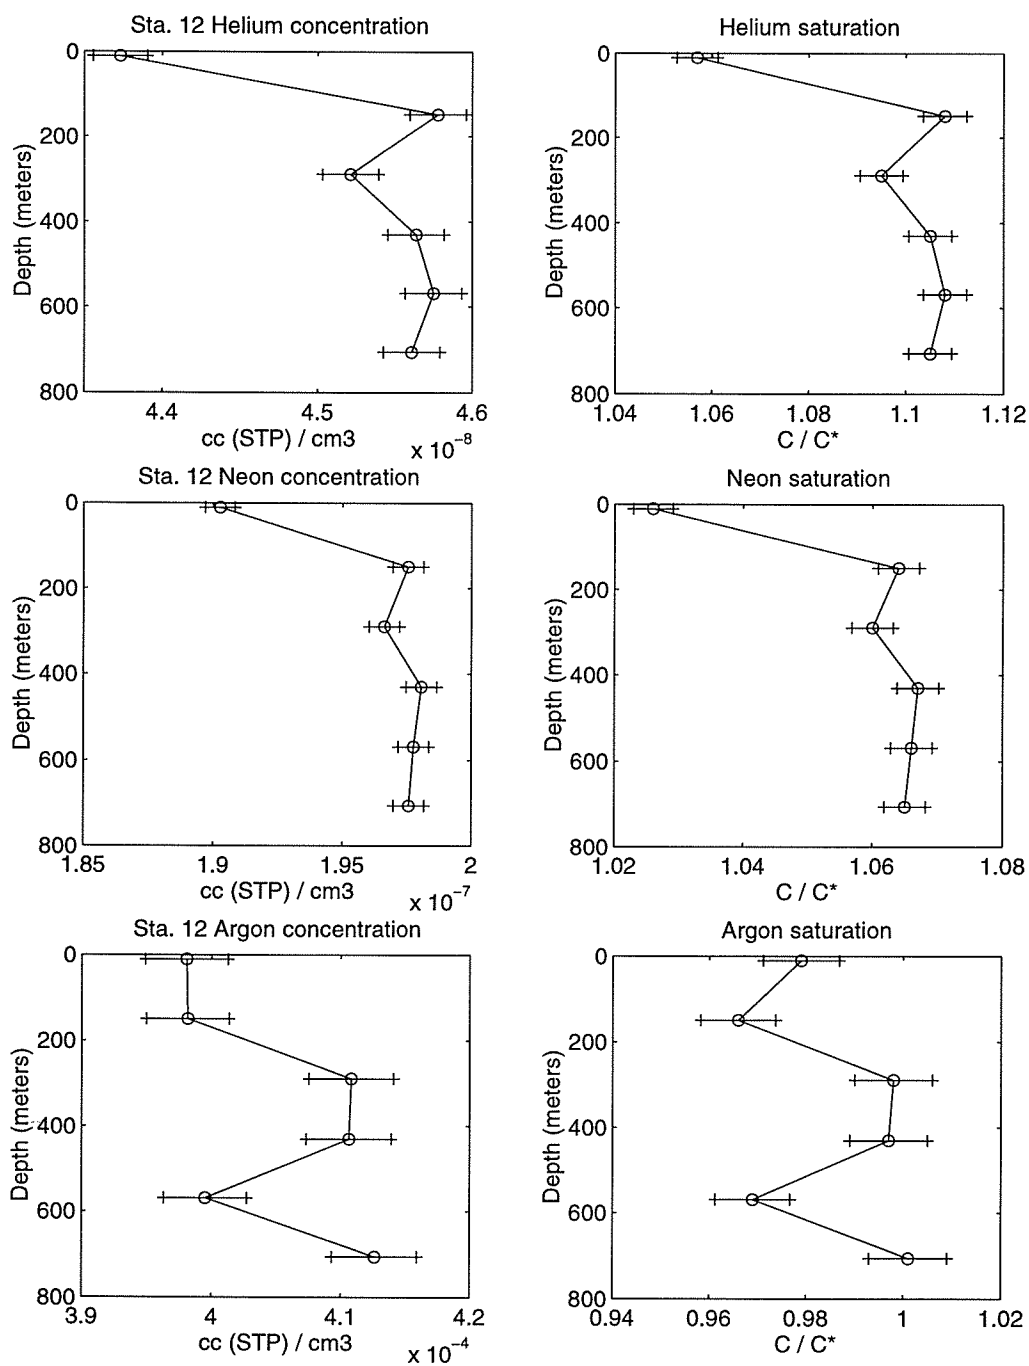 Sta. 12 Helium concentration
0
200
400
600
800
Depth (meters)
4.4 4.5 4.6
cc (STP) / cm3
x 10⁻⁸
Helium saturation
0
200
400
600
800
Depth (meters)
1.04 1.06 1.08 1.1 1.12
C / C*
Sta. 12 Neon concentration
0
200
400
600
800
Depth (meters)
1.85 1.9 1.95 2
cc (STP) / cm3
x 10⁻⁷
Neon saturation
0
200
400
600
800
Depth (meters)
1.02 1.04 1.06 1.08
C / C*
Sta. 12 Argon concentration
0
200
400
600
800
Depth (meters)
3.9 4 4.1 4.2
cc (STP) / cm3
x 10⁻⁴
Argon saturation
0
200
400
600
800
Depth (meters)
0.94 0.96 0.98 1 1.02
C / C*